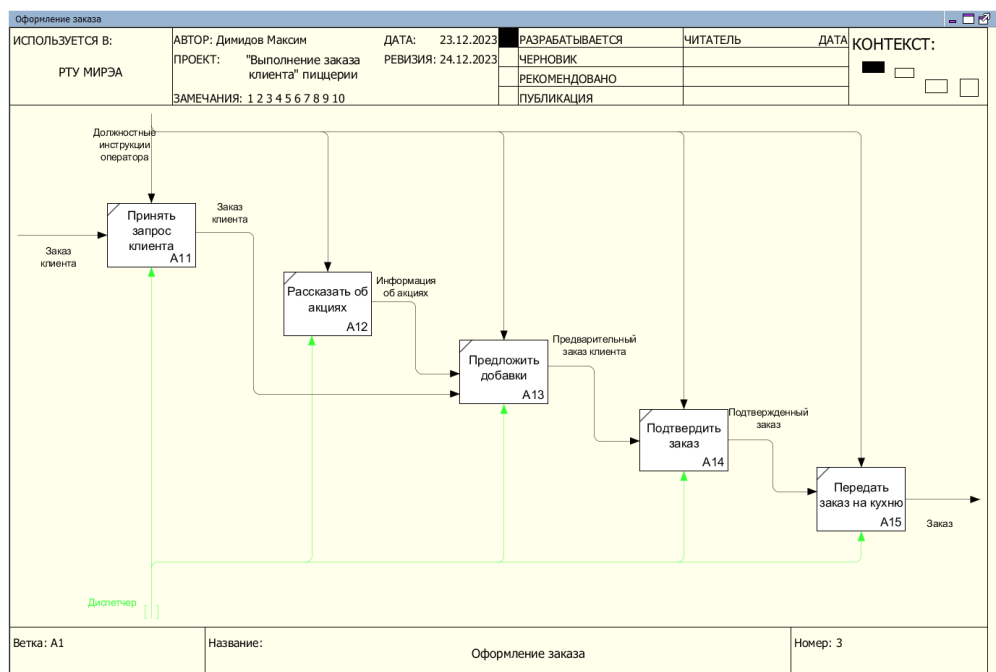 Оформление заказа
ИСПОЛЬЗУЕТСЯ В:
РТУ МИРЭА
АВТОР: Димидов Максим
ДАТА: 23.12.2023
ПРОЕКТ: "Выполнение заказа
клиента" пиццерии
РЕВИЗИЯ: 24.12.2023
ЗАМЕЧАНИЯ: 1 2 3 4 5 6 7 8 9 10
РАЗРАБАТЫВАЕТСЯ
ЧЕРНОВИК
РЕКОМЕНДОВАНО
ПУБЛИКАЦИЯ
ЧИТАТЕЛЬ
ДАТА
КОНТЕКСТ:
Должностные
инструкции
оператора
Заказ
клиента
Принять
запрос
клиента
A11
Заказ
клиента
Рассказать об
акциях
A12
Информация
об акциях
Предложить
добавки
A13
Предварительный
заказ клиента
Подтвердить
заказ
A14
Подтвержденный
заказ
Передать
заказ на кухню
A15
Заказ
Диспетчер
Ветка: A1
Название:
Оформление заказа
Номер: 3